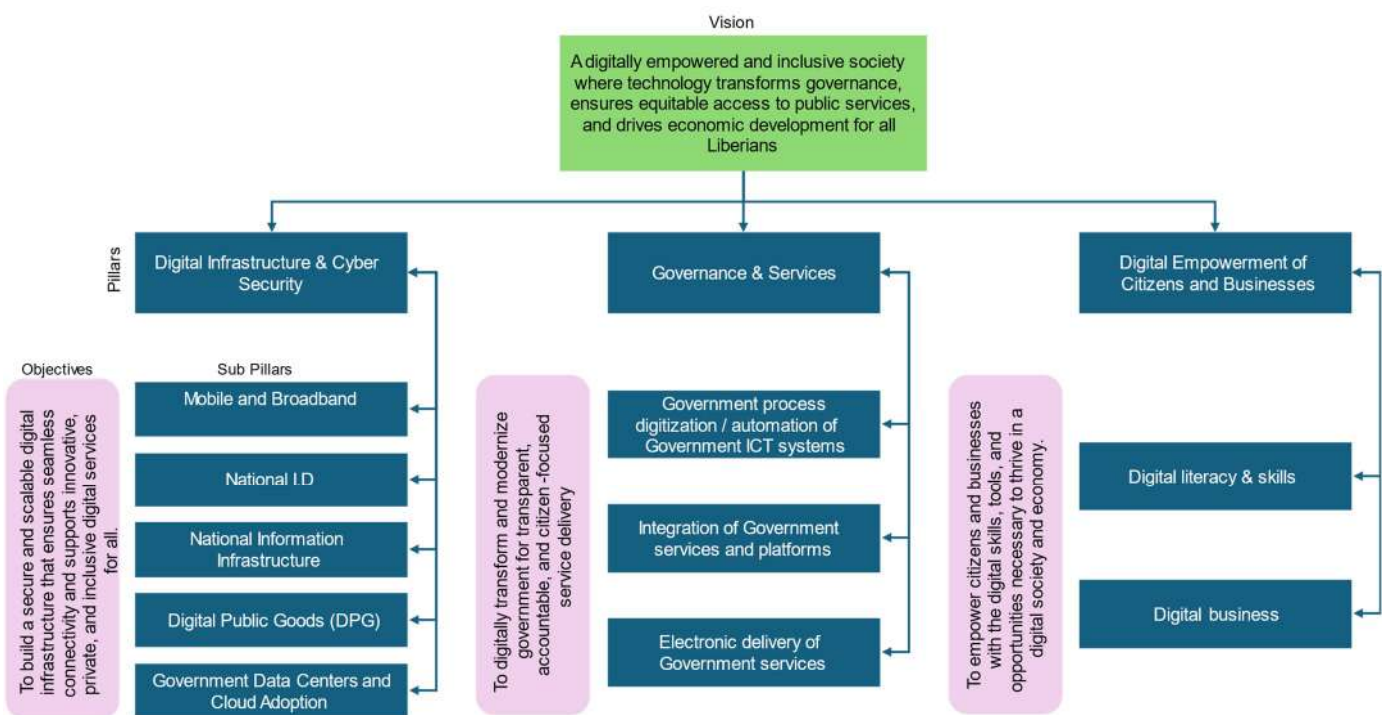 Vision
A digitally empowered and inclusive society
where technology transforms governance,
ensures equitable access to public services,
and drives economic development for all
Liberians
Pillars
Digital Infrastructure & Cyber
Security
Governance & Services
Digital Empowerment of
Citizens and Businesses
Objectives
Sub Pillars
To build a secure and scalable digital
infrastructure that ensures seamless
connectivity and supports innovative,
private, and inclusive digital services
for all.
Mobile and Broadband
National I.D
National Information
Infrastructure
Digital Public Goods (DPG)
Government Data Centers and
Cloud Adoption
To digitally transform and modernize
government for transparent,
accountable, and citizen -focused
service delivery
Government process
digitization / automation of
Government ICT systems
Integration of Government
services and platforms
Electronic delivery of
Government services
To empower citizens and businesses
with the digital skills, tools, and
opportunities necessary to thrive in a
digital society and economy.
Digital literacy & skills
Digital business